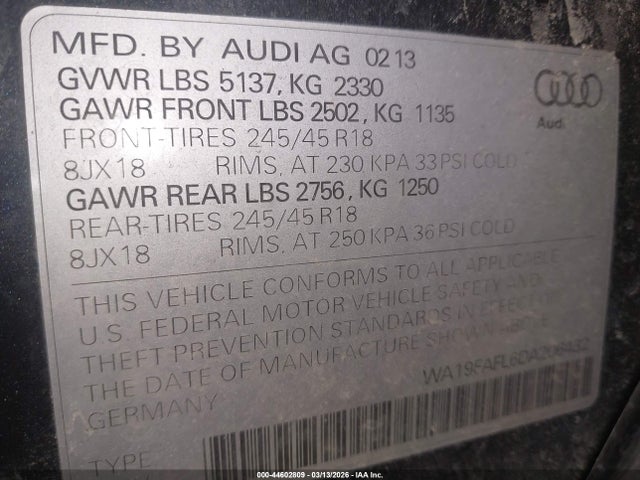 MFD. BY AUDI AG 02 13
GVWR LBS 5137, KG 2330
GAWR FRONT LBS 2502, KG 1135
FRONT-TIRES 245/45 R18
8JX18 RIMS, AT 230 KPA 33 PSI COLD
GAWR REAR LBS 2756, KG 1250
REAR-TIRES 245/45 R18
8JX18 RIMS, AT 250 KPA 36 PSI COLD
Audi
THIS VEHICLE CONFORMS TO ALL APPLICABLE
U.S. FEDERAL MOTOR VEHICLE SAFETY AND
THEFT PREVENTION STANDARDS IN EFFECT ON
THE DATE OF MANUFACTURE SHOWN ABOVE
GERMANY
TYPE
000-44602809 - 03/13/2026 - IAA Inc.